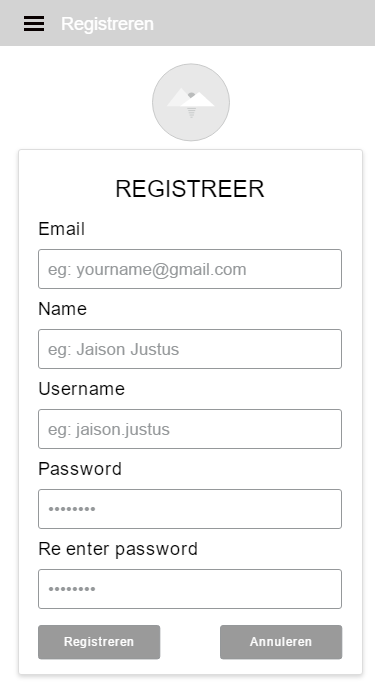 Registreren
REGISTREER
Email
eg: yourname@gmail.com
Name
eg: Jaison Justus
Username
eg: jaison.justus
Password
••••••••
Re enter password
••••••••
Registreren
Annuleren